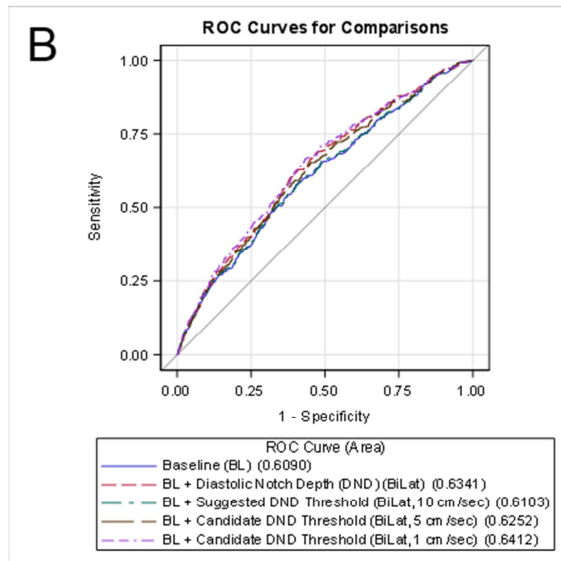 B
ROC Curves for Comparisons
1.00
0.75
0.50
0.25
0.00
Sensitivity
0.00 0.25 0.50 0.75 1.00
1 - Specificity
ROC Curve (Area)
Baseline (BL) (0.6090)
BL + Diastolic Notch Depth (DND) (BiLat) (0.6341)
BL + Suggested DND Threshold (BiLat, 10 cm/sec) (0.6103)
BL + Candidate DND Threshold (BiLat, 5 cm/sec) (0.6252)
BL + Candidate DND Threshold (BiLat, 1 cm/sec) (0.6412)